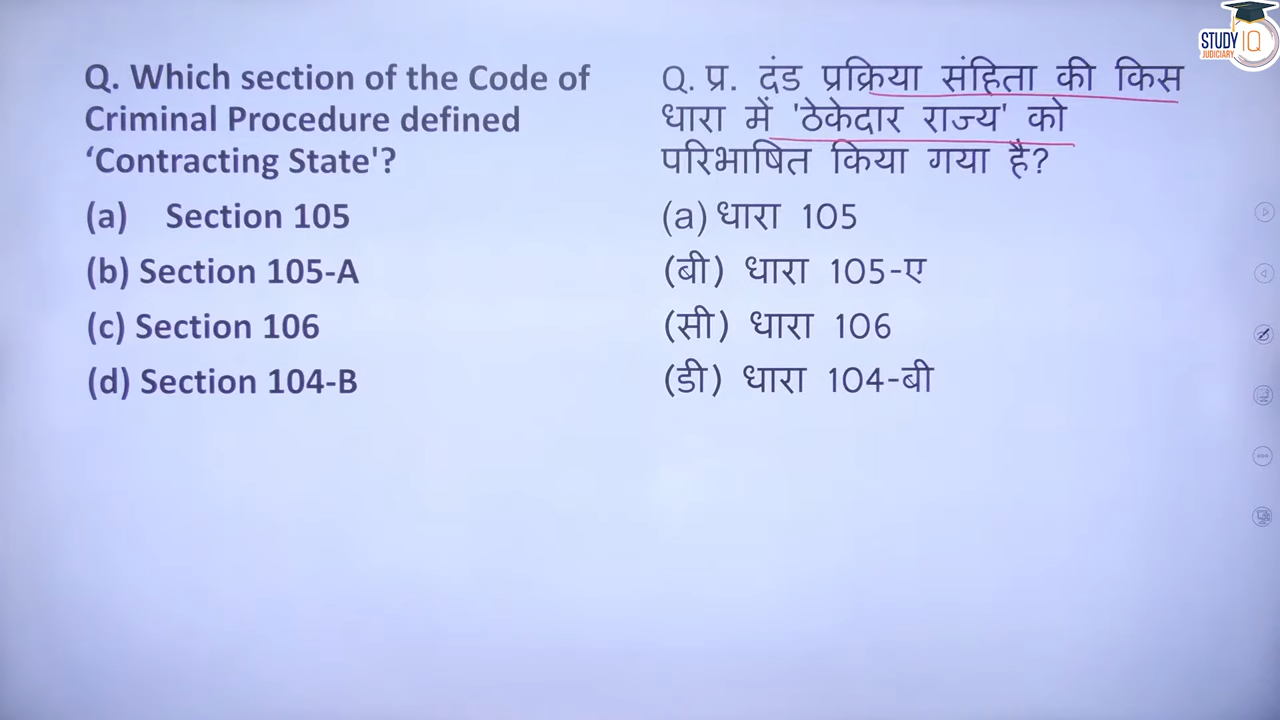 Q. Which section of the Code of
Criminal Procedure defined
‘Contracting State'?
(a) Section 105
(b) Section 105-A
(c) Section 106
(d) Section 104-B
Q. प्र. दंड प्रक्रिया संहिता की किस
धारा में 'ठेकेदार राज्य' को
परिभाषित किया गया है?
(a) धारा 105
(बी) धारा 105-ए
(सी) धारा 106
(डी) धारा 104-बी
STUDY IQ
JUDICIARY